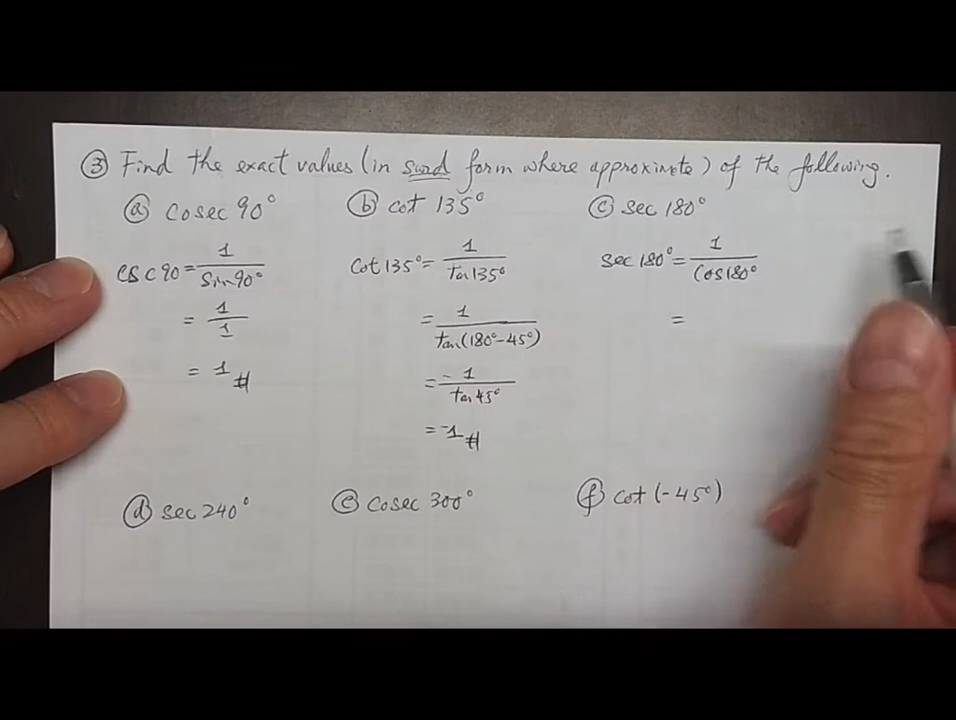 ③ Find the exact values (in surd form where approximate) of the following.
ⓐ cosec 90°
csc 90 = 1/sin 90°
= 1/1
= 1 #
ⓑ cot 135°
cot 135° = 1/tan 135°
= 1/tan(180° - 45°)
= -1/tan 45°
= -1 #
ⓒ sec 180°
sec 180° = 1/cos 180°
=
ⓓ sec 240°
ⓔ cosec 300°
ⓕ cot (-45°)